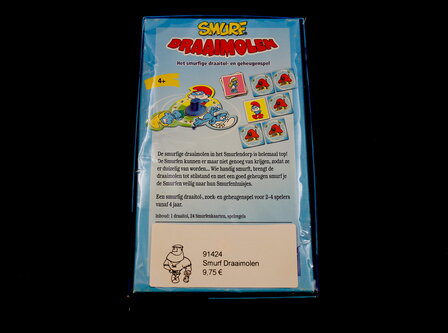 SMURF
DRAAIMOLEN
Het smurfige draaitol- en geheugenspel
4+
De smurfige draaimolen in het Smurfendorp is helemaal top!
De Smurfen kunnen er maar niet genoeg van krijgen, zodat ze
er duizelig van worden... Wie handig smurft, brengt de
draaimolen tot stilstand en met een goed geheugen smurf je
de Smurfen veilig naar hun Smurfenhuisjes.
Een smurfig draaitol-, zoek- en geheugenspel voor 2-4 spelers
vanaf 4 jaar.
Inhoud: 1 draaitol, 24 Smurfenkaarten, spelregels
91424
Smurf Draaimolen
9.75 €